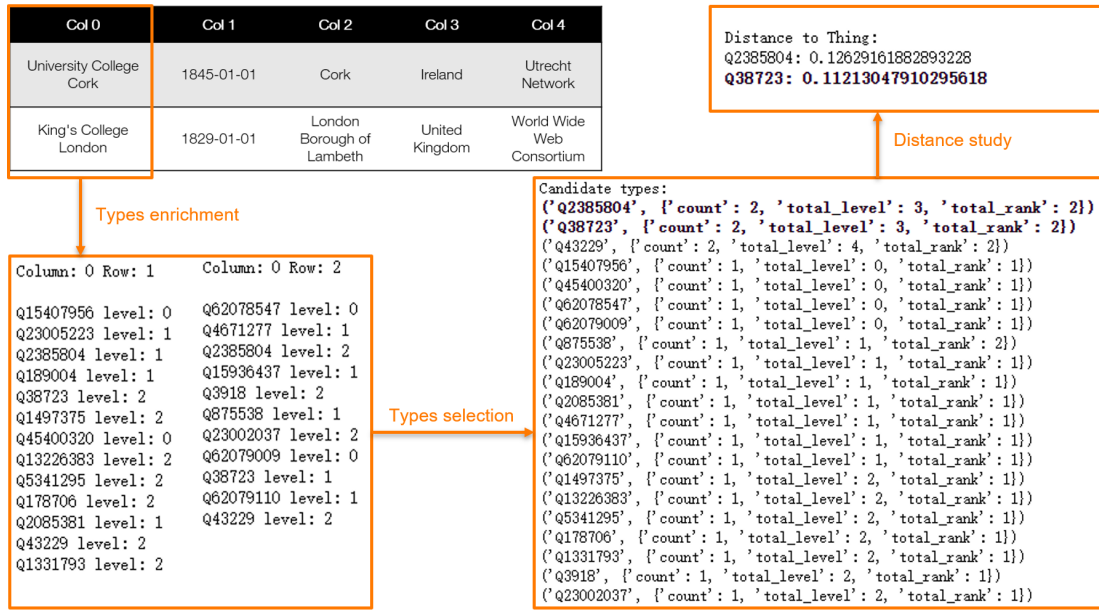 Col 0 Col 1 Col 2 Col 3 Col 4
University College
Cork
1845-01-01
Cork
Ireland
Utrecht
Network
King's College
London
1829-01-01
London
Borough of
Lambeth
United
Kingdom
World Wide
Web
Consortium
Distance to Thing:
Q2385804: 0.12629161882893228
Q38723: 0.11213047910295618
Distance study
Types enrichment
Column: 0 Row: 1
Q15407956 level: 0
Q23005223 level: 1
Q2385804 level: 1
Q189004 level: 1
Q38723 level: 2
Q1497375 level: 2
Q45400320 level: 0
Q13226383 level: 2
Q5341295 level: 2
Q178706 level: 2
Q2085381 level: 1
Q43229 level: 2
Q1331793 level: 2
Column: 0 Row: 2
Q62078547 level: 0
Q4671277 level: 1
Q2385804 level: 2
Q15936437 level: 1
Q3918 level: 2
Q875538 level: 1
Q23002037 level: 2
Q62079009 level: 0
Q38723 level: 1
Q62079110 level: 1
Q43229 level: 2
Types selection
Candidate types:
('Q2385804', {'count': 2, 'total_level': 3, 'total_rank': 2})
('Q38723', {'count': 2, 'total_level': 3, 'total_rank': 2})
('Q43229', {'count': 2, 'total_level': 4, 'total_rank': 2})
('Q15407956', {'count': 1, 'total_level': 0, 'total_rank': 1})
('Q45400320', {'count': 1, 'total_level': 0, 'total_rank': 1})
('Q62078547', {'count': 1, 'total_level': 0, 'total_rank': 1})
('Q62079009', {'count': 1, 'total_level': 0, 'total_rank': 1})
('Q875538', {'count': 1, 'total_level': 1, 'total_rank': 2})
('Q23005223', {'count': 1, 'total_level': 1, 'total_rank': 1})
('Q189004', {'count': 1, 'total_level': 1, 'total_rank': 1})
('Q2085381', {'count': 1, 'total_level': 1, 'total_rank': 1})
('Q4671277', {'count': 1, 'total_level': 1, 'total_rank': 1})
('Q15936437', {'count': 1, 'total_level': 1, 'total_rank': 1})
('Q62079110', {'count': 1, 'total_level': 1, 'total_rank': 1})
('Q1497375', {'count': 1, 'total_level': 2, 'total_rank': 1})
('Q13226383', {'count': 1, 'total_level': 2, 'total_rank': 1})
('Q5341295', {'count': 1, 'total_level': 2, 'total_rank': 1})
('Q178706', {'count': 1, 'total_level': 2, 'total_rank': 1})
('Q1331793', {'count': 1, 'total_level': 2, 'total_rank': 1})
('Q3918', {'count': 1, 'total_level': 2, 'total_rank': 1})
('Q23002037', {'count': 1, 'total_level': 2, 'total_rank': 1})